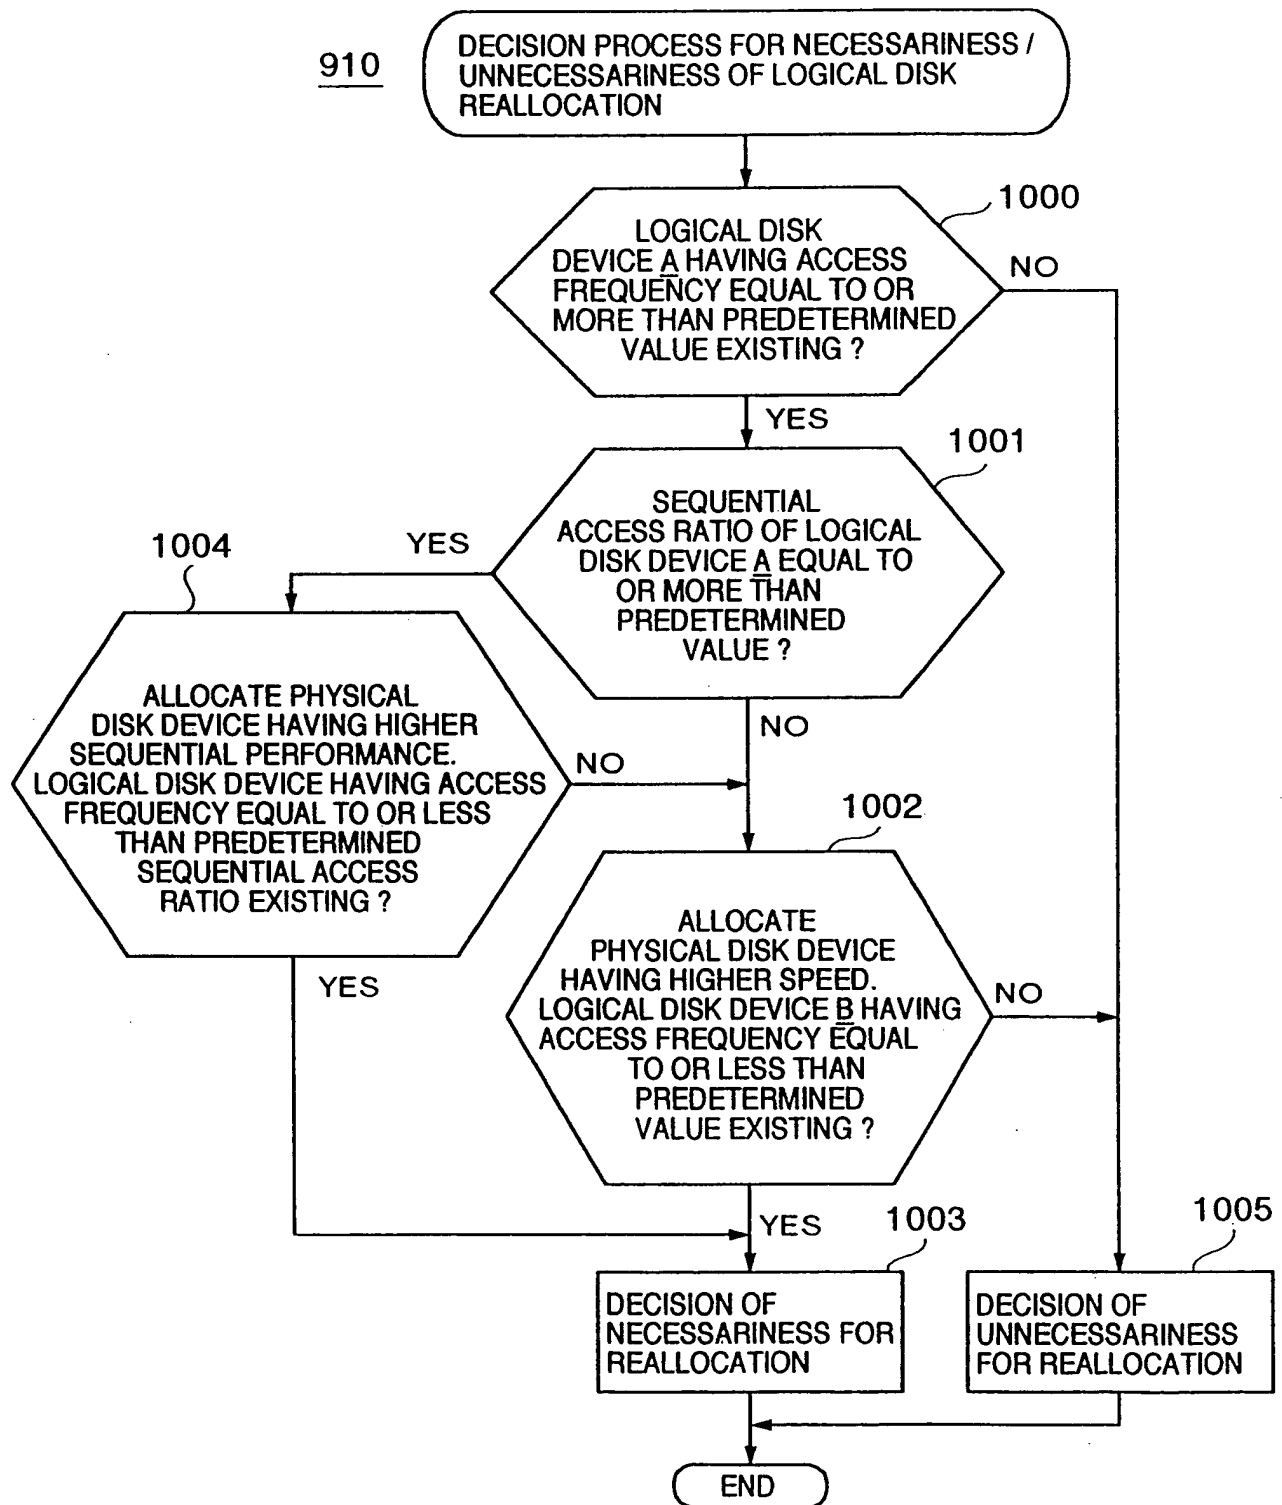 910
DECISION PROCESS FOR NECESSARINESS /
UNNECESSARINESS OF LOGICAL DISK
REALLOCATION
1000
LOGICAL DISK
DEVICE A HAVING ACCESS
FREQUENCY EQUAL TO OR
MORE THAN PREDETERMINED
VALUE EXISTING ?
NO
YES
1001
SEQUENTIAL
ACCESS RATIO OF LOGICAL
DISK DEVICE A EQUAL TO
OR MORE THAN
PREDETERMINED
VALUE ?
YES
NO
1004
ALLOCATE PHYSICAL
DISK DEVICE HAVING HIGHER
SEQUENTIAL PERFORMANCE.
LOGICAL DISK DEVICE HAVING ACCESS
FREQUENCY EQUAL TO OR LESS
THAN PREDETERMINED
SEQUENTIAL ACCESS
RATIO EXISTING ?
NO
YES
1002
ALLOCATE
PHYSICAL DISK DEVICE
HAVING HIGHER SPEED.
LOGICAL DISK DEVICE B HAVING
ACCESS FREQUENCY EQUAL
TO OR LESS THAN
PREDETERMINED
VALUE EXISTING ?
NO
YES
1003
DECISION OF
NECESSARINESS FOR
REALLOCATION
1005
DECISION OF
UNNECESSARINESS
FOR REALLOCATION
END